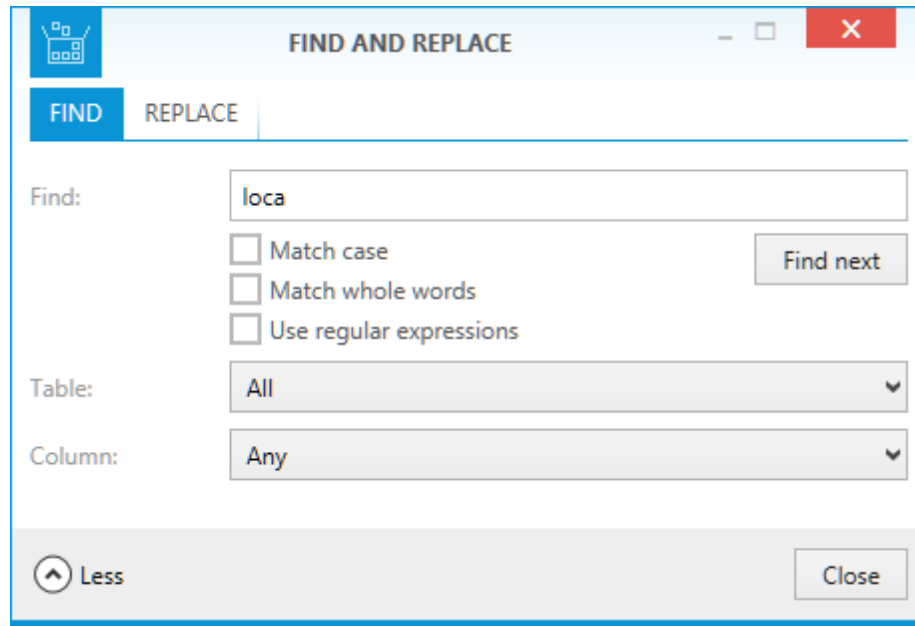 FIND AND REPLACE
FIND REPLACE
Find: loca
Match case
Find next
Match whole words
Use regular expressions
Table: All
Column: Any
Less Close